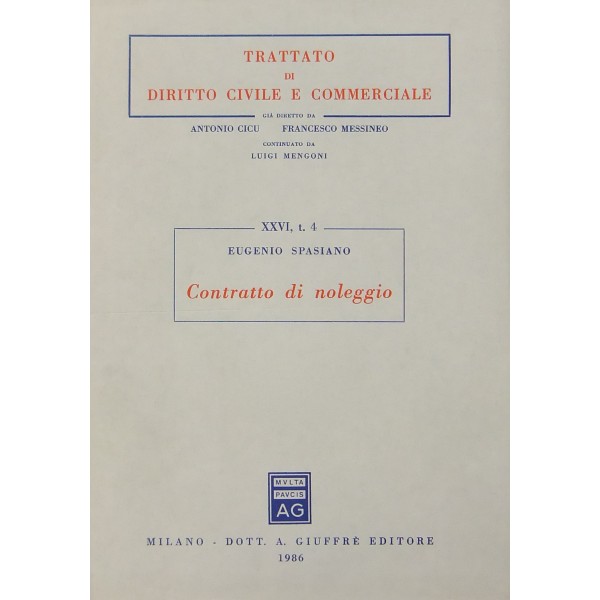 TRATTATO
DI
DIRITTO CIVILE E COMMERCIALE
GIÀ DIRETTO DA
ANTONIO CICU FRANCESCO MESSINEO
CONTINUATO DA
LUIGI MENGONI
XXVI, t. 4
EUGENIO SPASIANO
Contratto di noleggio
MVLTA
PAVCIS
AG
MILANO - DOTT. A. GIUFFRÈ EDITORE
1986